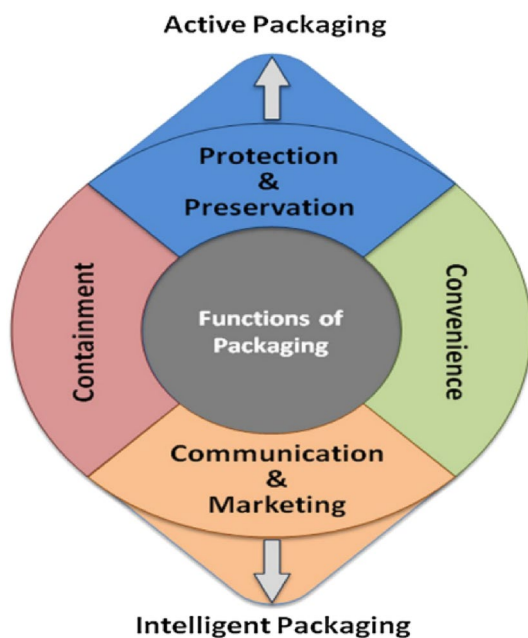 Active Packaging
Protection
&
Preservation
Containment
Functions of
Packaging
Convenience
Communication
&
Marketing
Intelligent Packaging